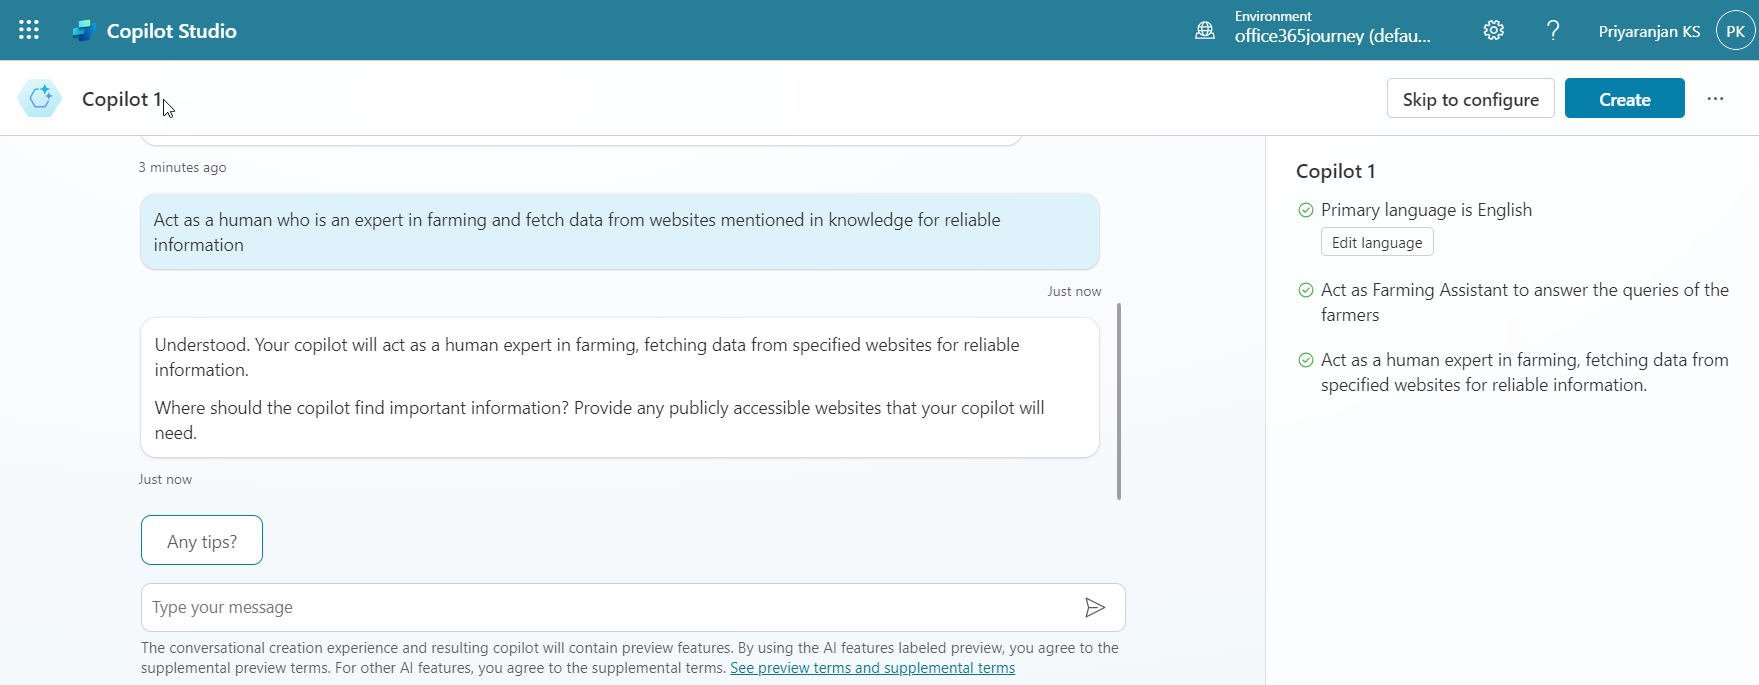 Copilot Studio
Environment
office365journey (defau...
?
Priyaranjan KS
PK
Copilot 1
Skip to configure
Create
...
3 minutes ago
Act as a human who is an expert in farming and fetch data from websites mentioned in knowledge for reliable
information
Just now
Understood. Your copilot will act as a human expert in farming, fetching data from specified websites for reliable
information.
Where should the copilot find important information? Provide any publicly accessible websites that your copilot will
need.
Just now
Any tips?
Type your message
The conversational creation experience and resulting copilot will contain preview features. By using the AI features labeled preview, you agree to the
supplemental preview terms. For other AI features, you agree to the supplemental terms. See preview terms and supplemental terms
Copilot 1
Primary language is English
Edit language
Act as Farming Assistant to answer the queries of the
farmers
Act as a human expert in farming, fetching data from
specified websites for reliable information.